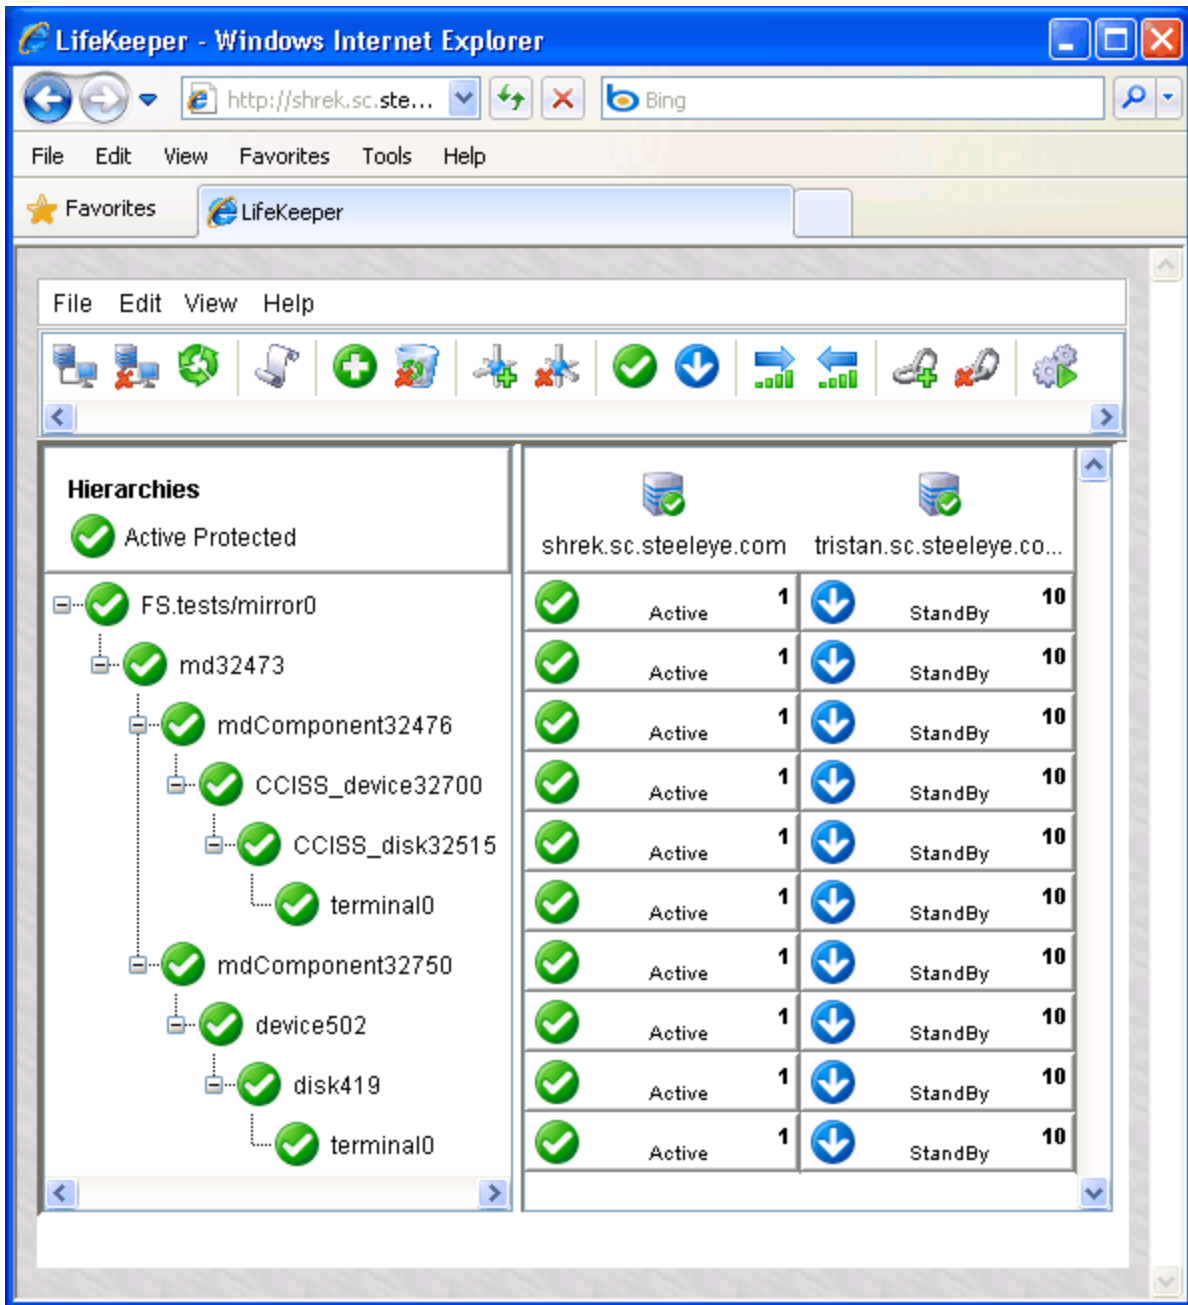 LifeKeeper - Windows Internet Explorer
http://shrek.sc.ste... Bing
File Edit View Favorites Tools Help
Favorites LifeKeeper
File Edit View Help
Hierarchies
Active Protected
shrek.sc.steeleye.com tristan.sc.steeleye.co...
FS.tests/mirror0 Active 1 StandBy 10
md32473 Active 1 StandBy 10
mdComponent32476 Active 1 StandBy 10
CCISS_device32700 Active 1 StandBy 10
CCISS_disk32515 Active 1 StandBy 10
terminal0 Active 1 StandBy 10
mdComponent32750 Active 1 StandBy 10
device502 Active 1 StandBy 10
disk419 Active 1 StandBy 10
terminal0 Active 1 StandBy 10